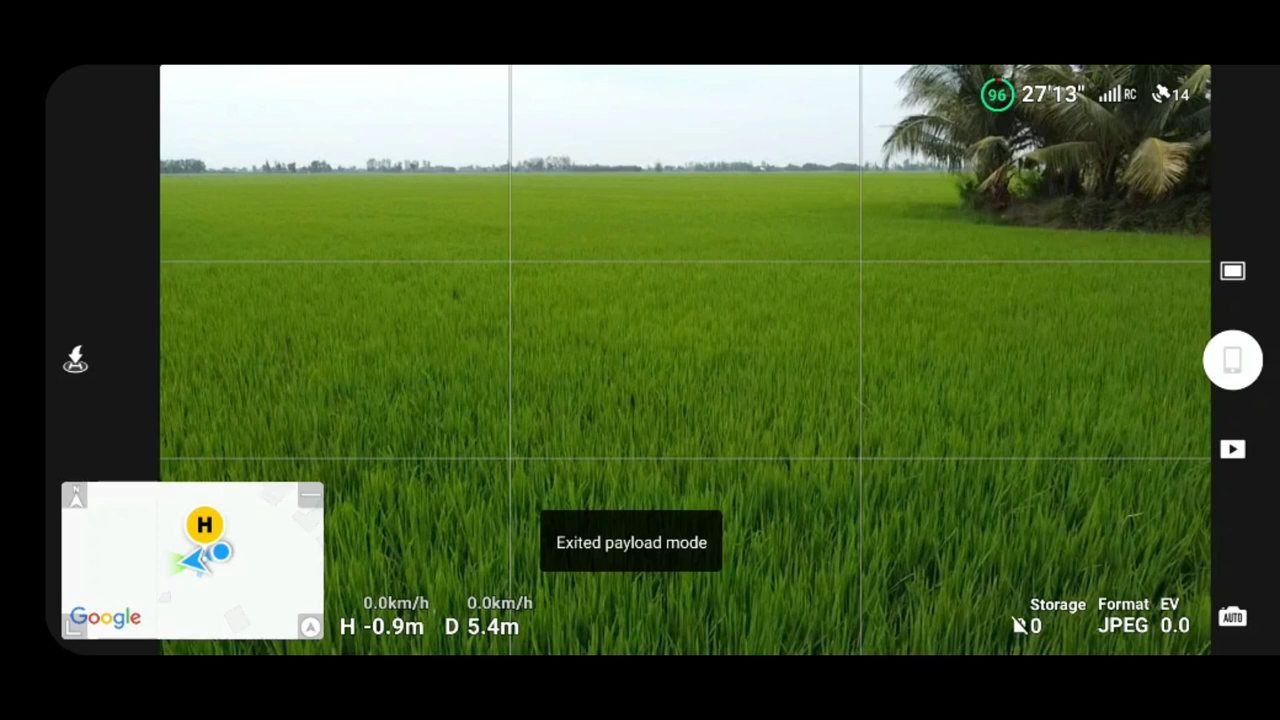 96 27'13" RC 14
N
H
Google
0.0km/h 0.0km/h
H -0.9m D 5.4m
Exited payload mode
Storage Format EV
0 JPEG 0.0
AUTO